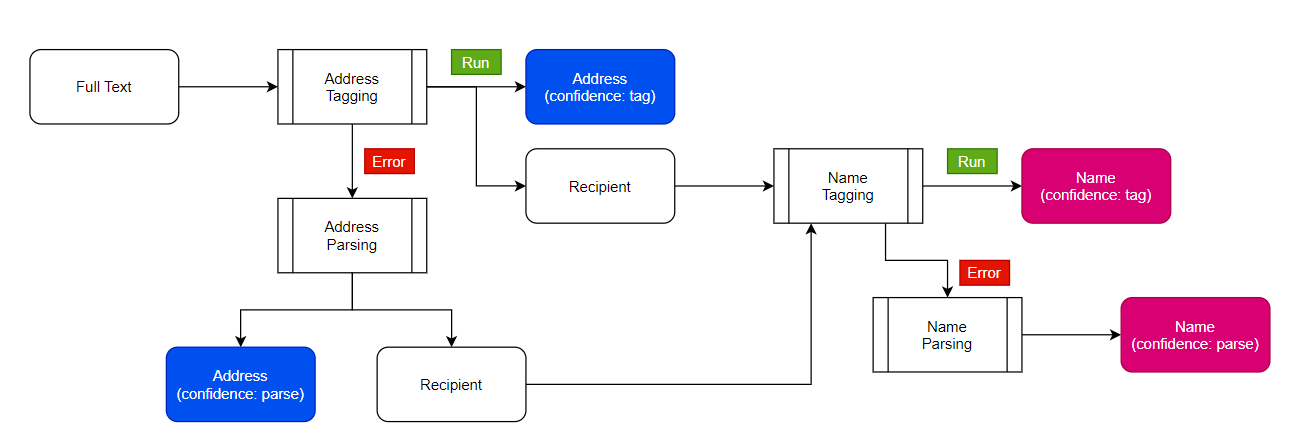 Full Text
Address
Tagging
Run
Address
(confidence: tag)
Error
Recipient
Name
Tagging
Run
Name
(confidence: tag)
Address
Parsing
Error
Name
Parsing
Name
(confidence: parse)
Address
(confidence: parse)
Recipient